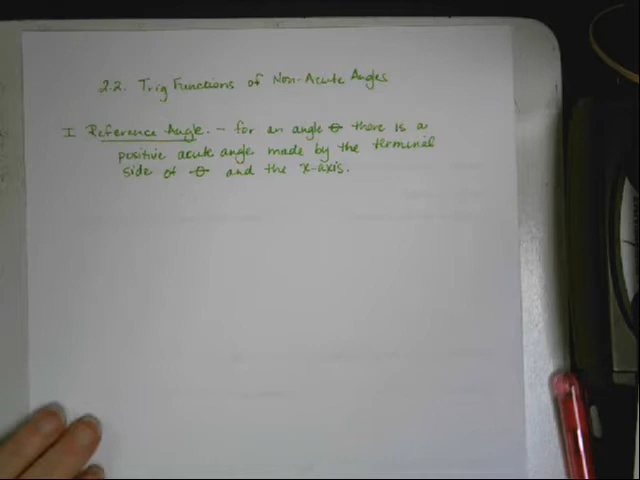 2.2. Trig Functions of Non-Acute Angles
I Reference Angle. - for an angle θ there is a
positive acute angle made by the terminal
side of θ and the x-axis.